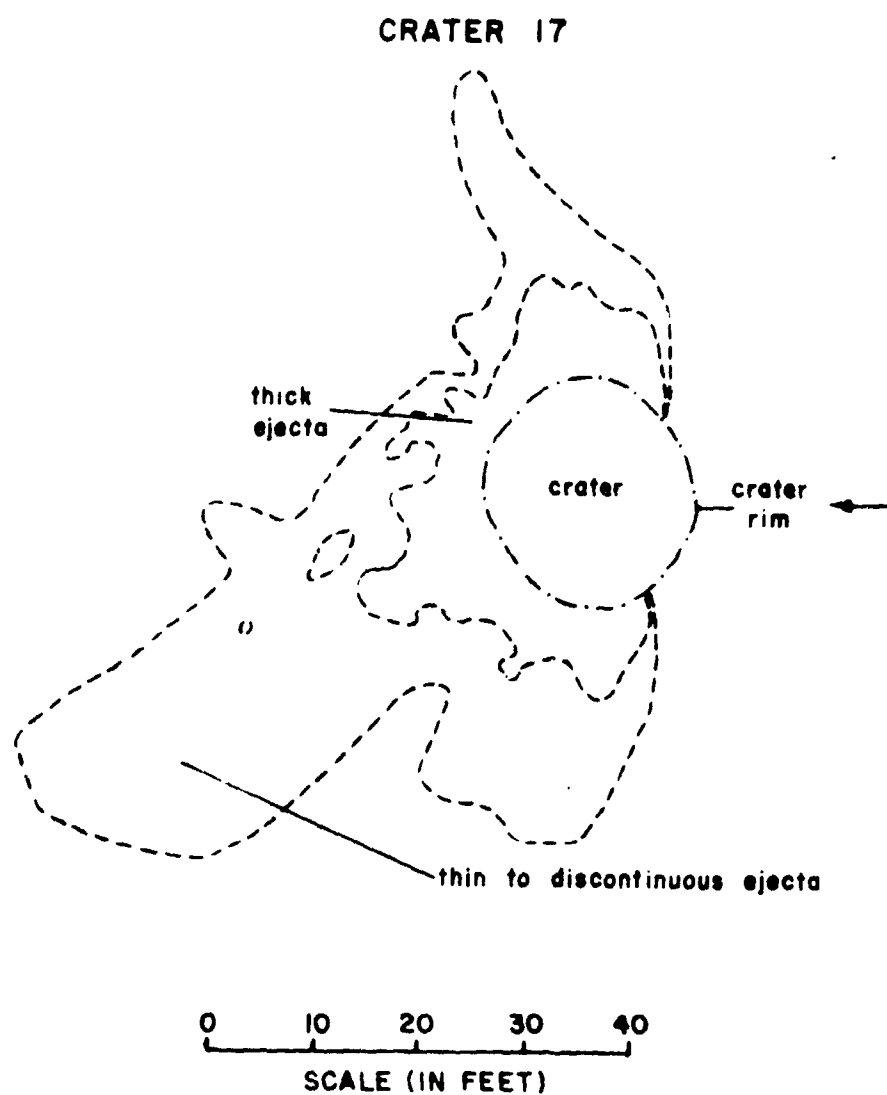 CRATER 17
thick
ejecta
crater
crater
rim
thin to discontinuous ejecta
0 10 20 30 40
SCALE (IN FEET)